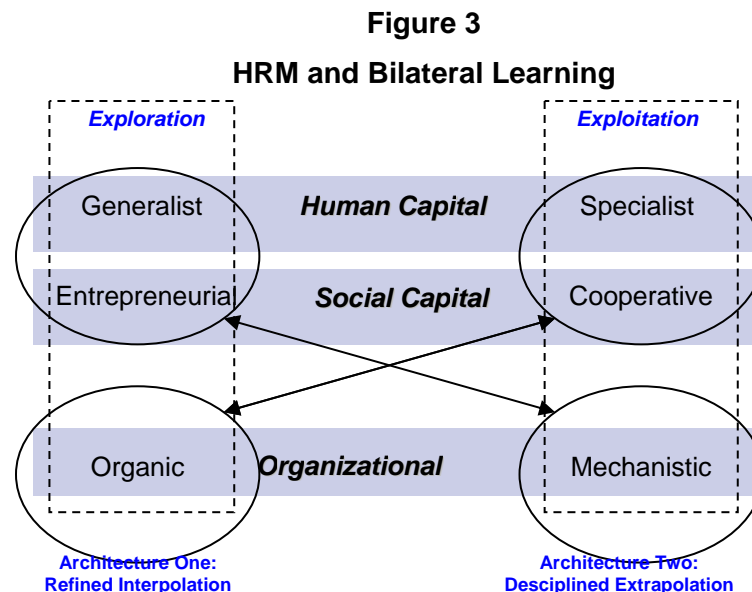 Figure 3
HRM and Bilateral Learning
Exploration
Exploitation
Generalist
Human Capital
Specialist
Entrepreneurial
Social Capital
Cooperative
Organic
Organizational
Mechanistic
Architecture One:
Refined Interpolation
Architecture Two:
Desciplined Extrapolation